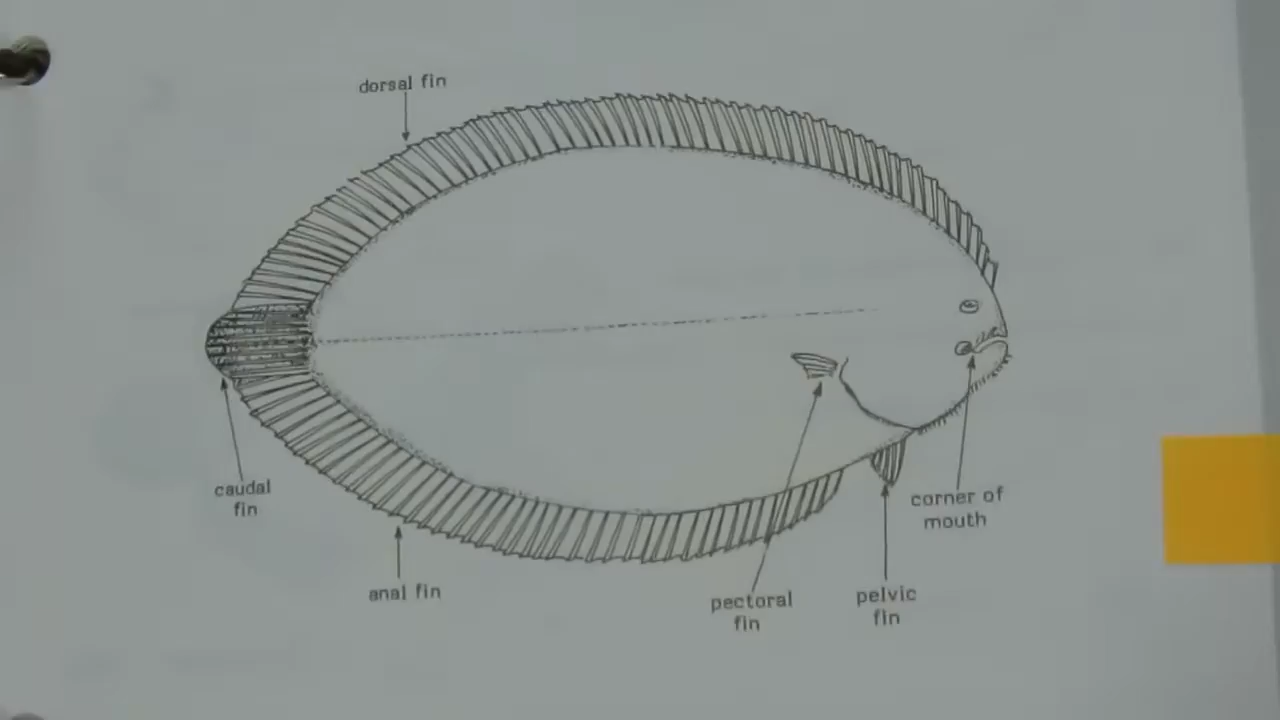 dorsal fin
caudal
fin
corner of
mouth
anal fin
pectoral
fin
pelvic
fin